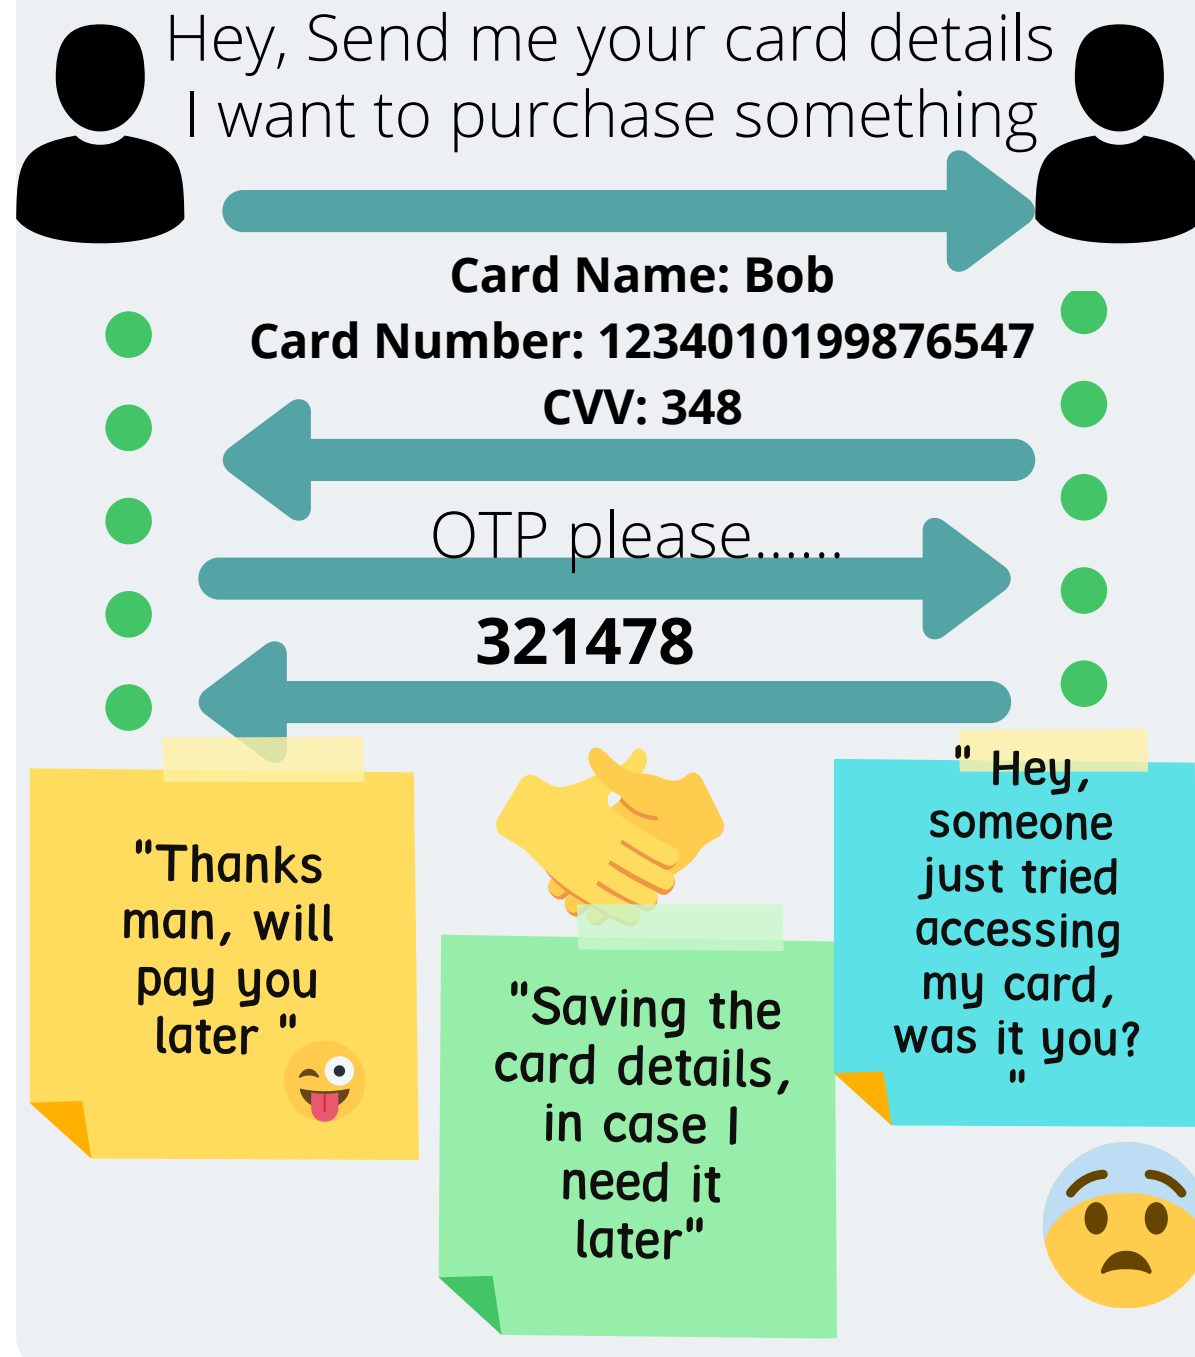 Hey, Send me your card details
I want to purchase something
Card Name: Bob
Card Number: 1234010199876547
CVV: 348
OTP please......
321478
"Thanks
man, will
pay you
later "
"Saving the
card details,
in case I
need it
later"
" Hey,
someone
just tried
accessing
my card,
was it you?
"